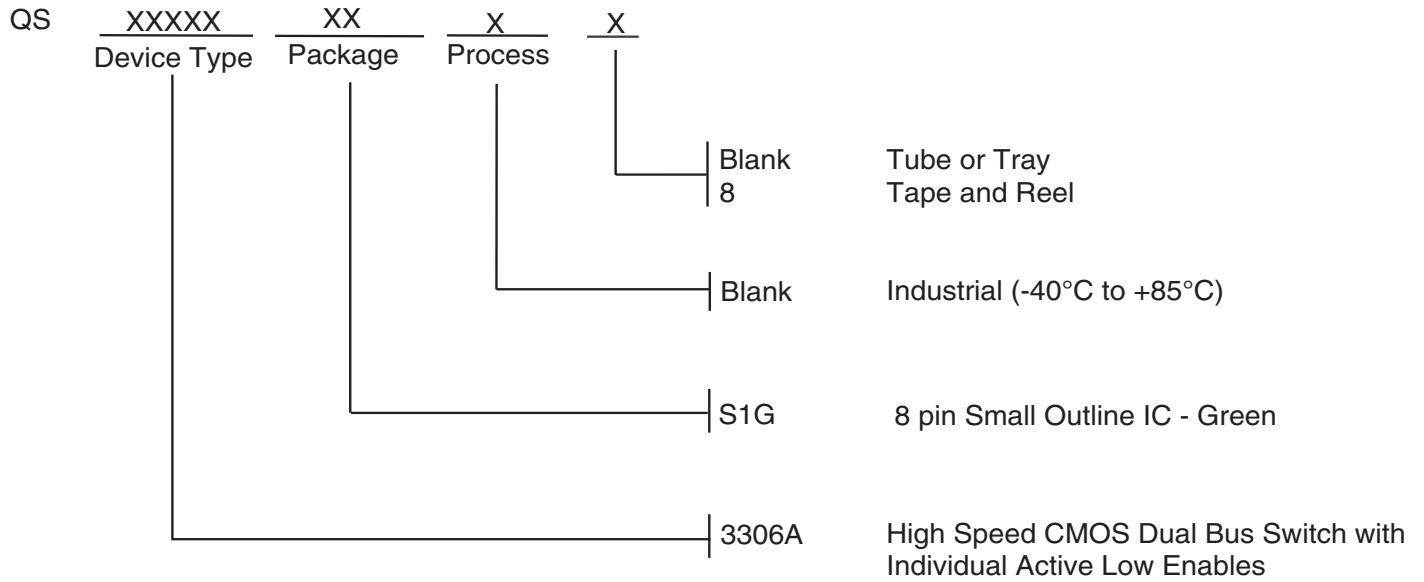 QS XXXXX XX X X
Device Type Package Process
Blank Tube or Tray
8 Tape and Reel
Blank Industrial (-40°C to +85°C)
S1G 8 pin Small Outline IC - Green
3306A High Speed CMOS Dual Bus Switch with
Individual Active Low Enables